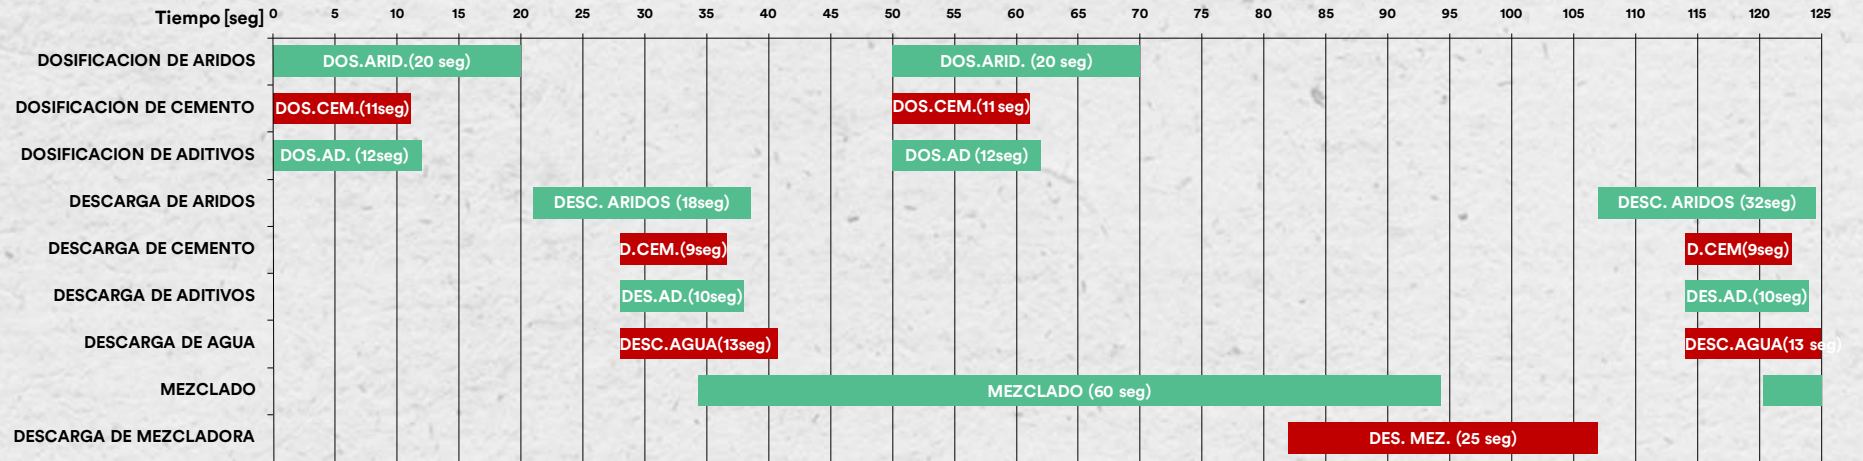 Tiempo [seg] 0 5 10 15 20 25 30 35 40 45 50 55 60 65 70 75 80 85 90 95 100 105 110 115 120 125
DOSIFICACION DE ARIDOS DOS.ARID.(20 seg) DOS.ARID. (20 seg)
DOSIFICACION DE CEMENTO DOS.CEM.(11seg) DOS.CEM.(11 seg)
DOSIFICACION DE ADITIVOS DOS.AD. (12seg) DOS.AD (12seg)
DESCARGA DE ARIDOS DESC. ARIDOS (18seg) DESC. ARIDOS (32seg)
DESCARGA DE CEMENTO D.CEM.(9seg) D.CEM(9seg)
DESCARGA DE ADITIVOS DES.AD.(10seg) DES.AD.(10seg)
DESCARGA DE AGUA DESC.AGUA(13seg) DESC.AGUA(13 seg)
MEZCLADO MEZCLADO (60 seg)
DESCARGA DE MEZCLADORA DES. MEZ. (25 seg)